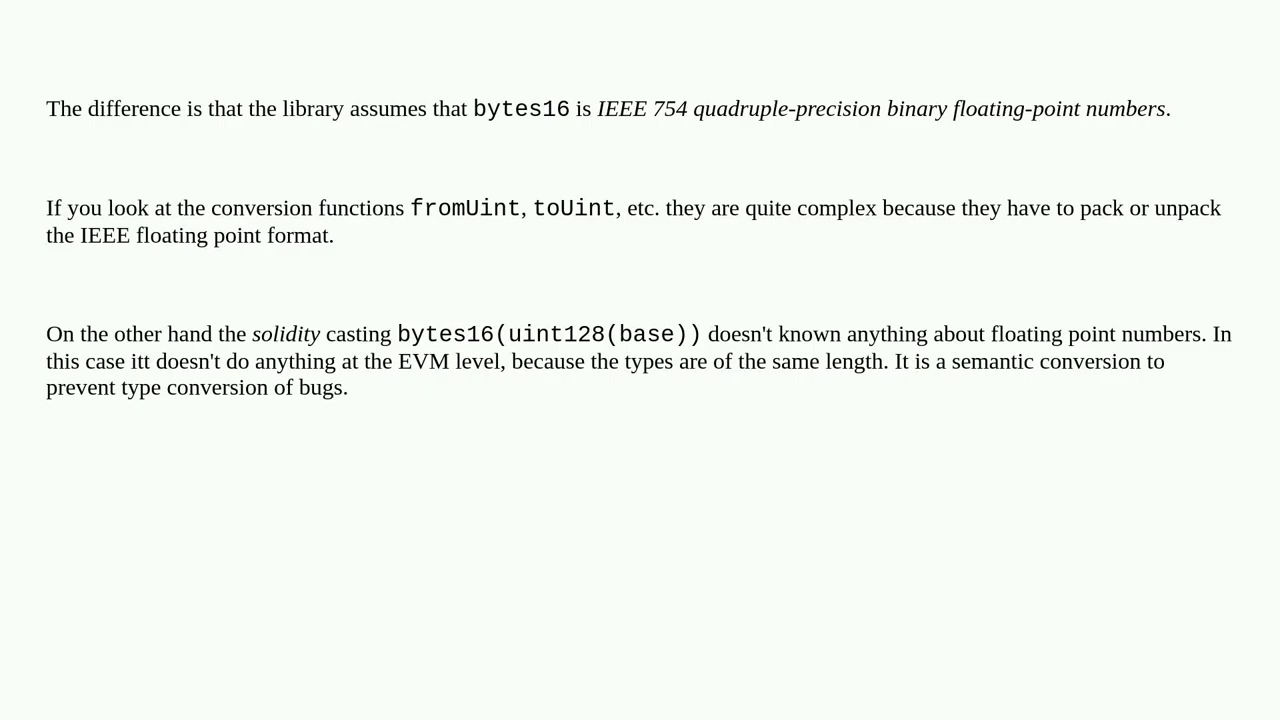 The difference is that the library assumes that bytes16 is IEEE 754 quadruple-precision binary floating-point numbers.
If you look at the conversion functions fromUint, toUint, etc. they are quite complex because they have to pack or unpack
the IEEE floating point format.
On the other hand the solidity casting bytes16(uint128(base)) doesn't known anything about floating point numbers. In
this case itt doesn't do anything at the EVM level, because the types are of the same length. It is a semantic conversion to
prevent type conversion of bugs.